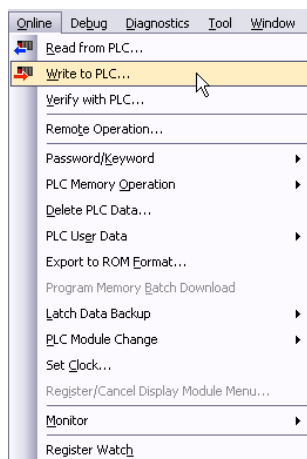 Online Debug Diagnostics Tool Window
Read from PLC...
Write to PLC...
Verify with PLC...
Remote Operation...
Password/Keyword
PLC Memory Operation
Delete PLC Data...
PLC User Data
Export to ROM Format...
Program Memory Batch Download
Latch Data Backup
PLC Module Change
Set Clock...
Register/Cancel Display Module Menu...
Monitor
Register Watch